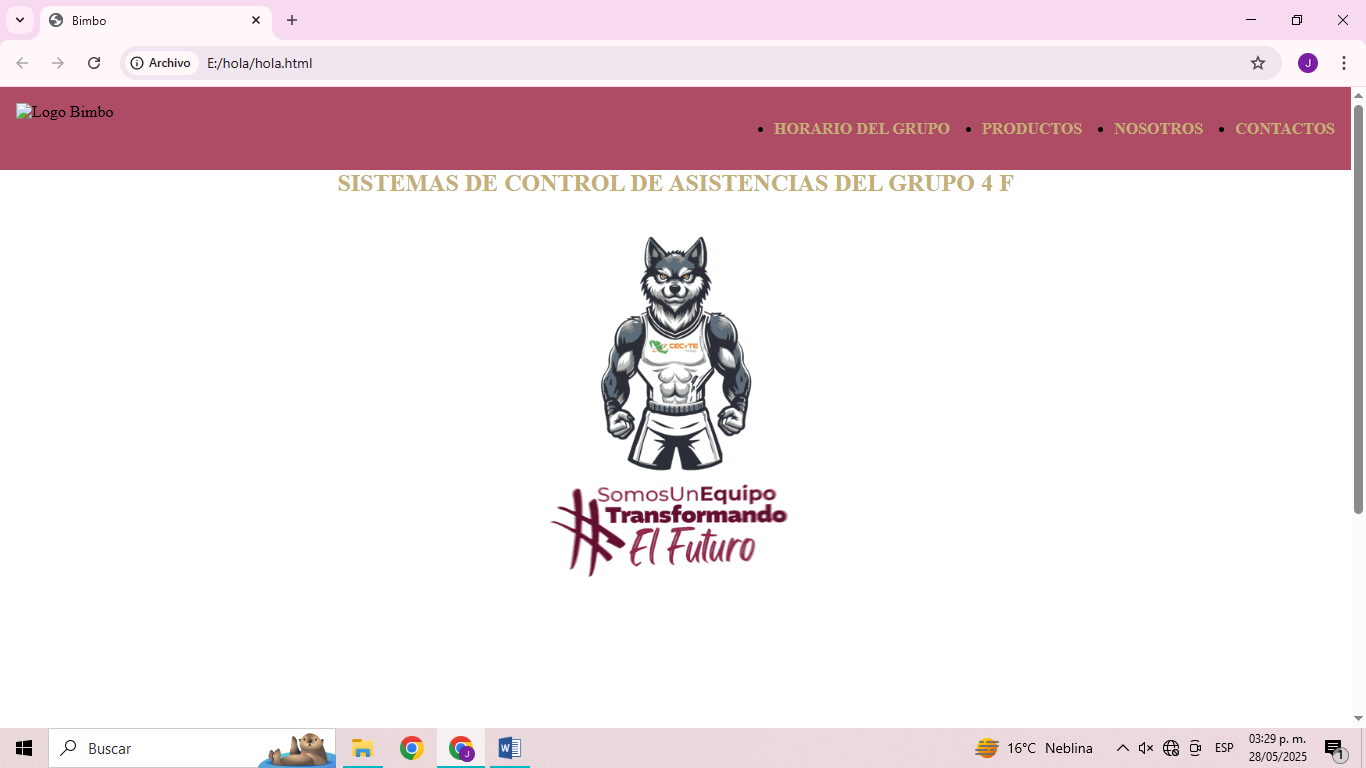 Bimbo
Archivo
E:/hola/hola.html
J
Logo Bimbo
HORARIO DEL GRUPO
PRODUCTOS
NOSOTROS
CONTACTOS
SISTEMAS DE CONTROL DE ASISTENCIAS DEL GRUPO 4 F
CECyTE
#SomosUnEquipo
Transformando
El Futuro
Buscar
J
W
16°C Neblina
ESP
03:29 p. m.
28/05/2025
1